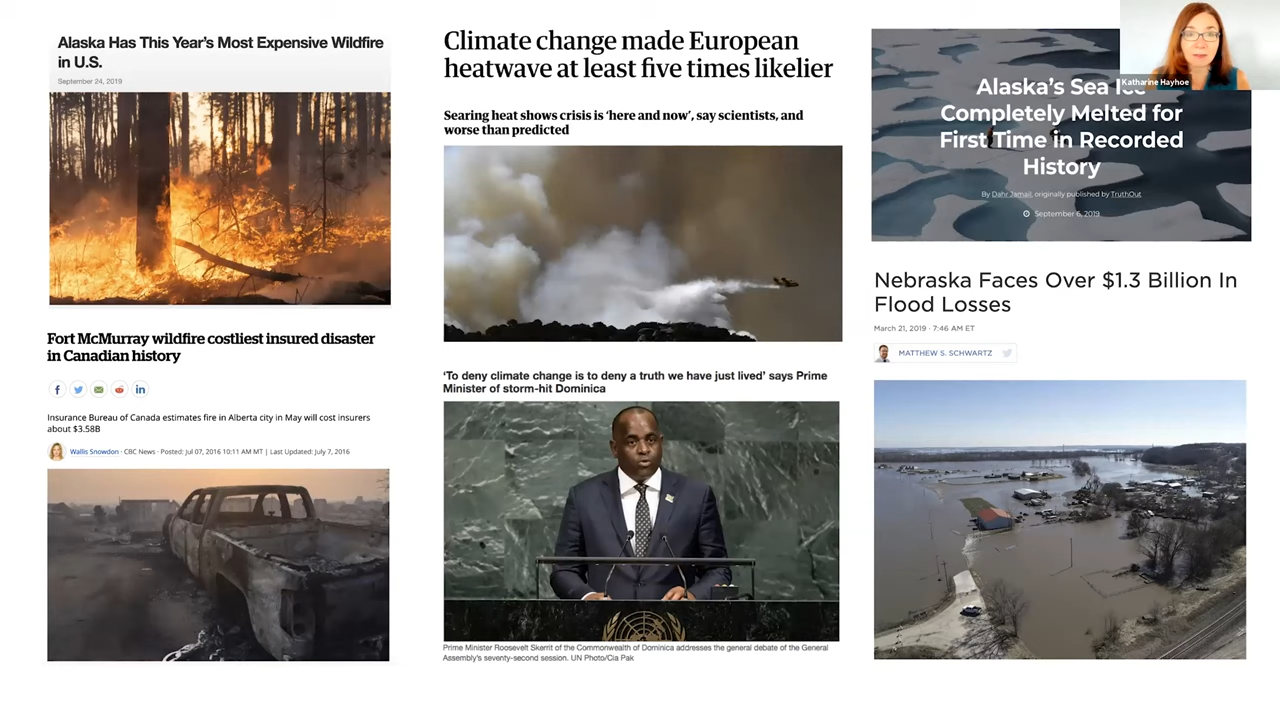 Alaska Has This Year's Most Expensive Wildfire
in U.S.
September 24, 2019
Fort McMurray wildfire costliest insured disaster
in Canadian history
Insurance Bureau of Canada estimates fire in Alberta city in May will cost insurers
about $3.58B
Wallis Snowdon · CBC News · Posted: Jul 07, 2016 10:11 AM MT | Last Updated: July 7, 2016
Climate change made European
heatwave at least five times likelier
Searing heat shows crisis is 'here and now', say scientists, and
worse than predicted
'To deny climate change is to deny a truth we have just lived' says Prime
Minister of storm-hit Dominica
Prime Minister Roosevelt Skerrit of the Commonwealth of Dominica addresses the general debate of the General
Assembly's seventy-second session. UN Photo/Cia Pak
Katharine Hayhoe
Alaska's Sea Ice
Completely Melted for
First Time in Recorded
History
By Dahr Jamail, originally published by TruthOut
September 6, 2019
Nebraska Faces Over $1.3 Billion In
Flood Losses
March 21, 2019 · 7:46 AM ET
MATTHEW S. SCHWARTZ